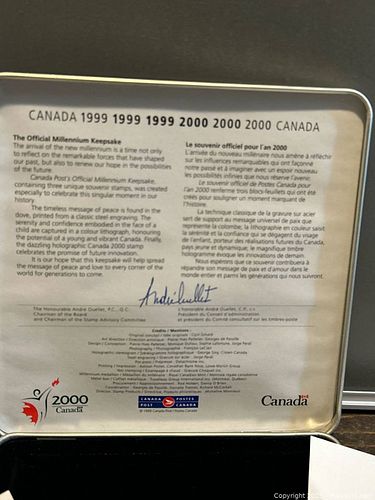 CANADA 1999 1999 1999 2000 2000 2000 CANADA
The Official Millennium Keepsake
The arrival of the new millennium is a time not only
to reflect on the remarkable forces that have shaped
our past, but also to renew our hope in the possibilities
of the future.
Canada Post's Official Millennium Keepsake,
containing three unique souvenir stamps, was created
especially to celebrate this singular moment in our
history.
The timeless message of peace is found in the
dove, printed from a classic steel engraving. The
serenity and confidence embodied in the face of a
child are captured in a colour lithograph, honouring
the potential of a young and vibrant Canada. Finally,
the dazzling holographic Canada 2000 stamp
celebrates the promise of future innovation.
It is our hope that this keepsake will help spread
the message of peace and love to every corner of the
world for generations to come.
Le souvenir officiel pour l'an 2000
L'arrivée du nouveau millénaire nous amène à réfléchir
sur les influences remarquables qui ont façonné
notre passé et à imaginer avec un espoir nouveau
les possibilités infinies que nous réserve l'avenir.
Le souvenir officiel de Postes Canada pour
l'an 2000 renferme trois blocs-feuillets qui ont été
créés pour souligner un moment marquant de
l'histoire.
La technique classique de la gravure sur acier
sert de support au message universel de paix que
représente la colombe; la lithographie en couleur saisit
la sérénité et la confiance qui se dégagent du visage
de l'enfant, porteur des réalisations futures du Canada,
pays jeune et dynamique; le magnifique timbre
holographique évoque les innovations de demain.
Nous espérons que ce souvenir contribuera à
répandre son message de paix et d'amour dans le
monde entier et parmi les générations qui nous suivront.
André Ouellet
The Honourable André Ouellet, P.C., Q.C.
Chairman of the Board
and Chairman of the Stamp Advisory Committee
L'honorable André Ouellet, C.P., c.r.
Président du Conseil d'administration
et président du Comité consultatif sur les timbres-poste
Credits / Mentions :
2000
Canada
CANADA POST
POSTES CANADA
© 1999 Canada Post / Postes Canada
Canada
Copyright